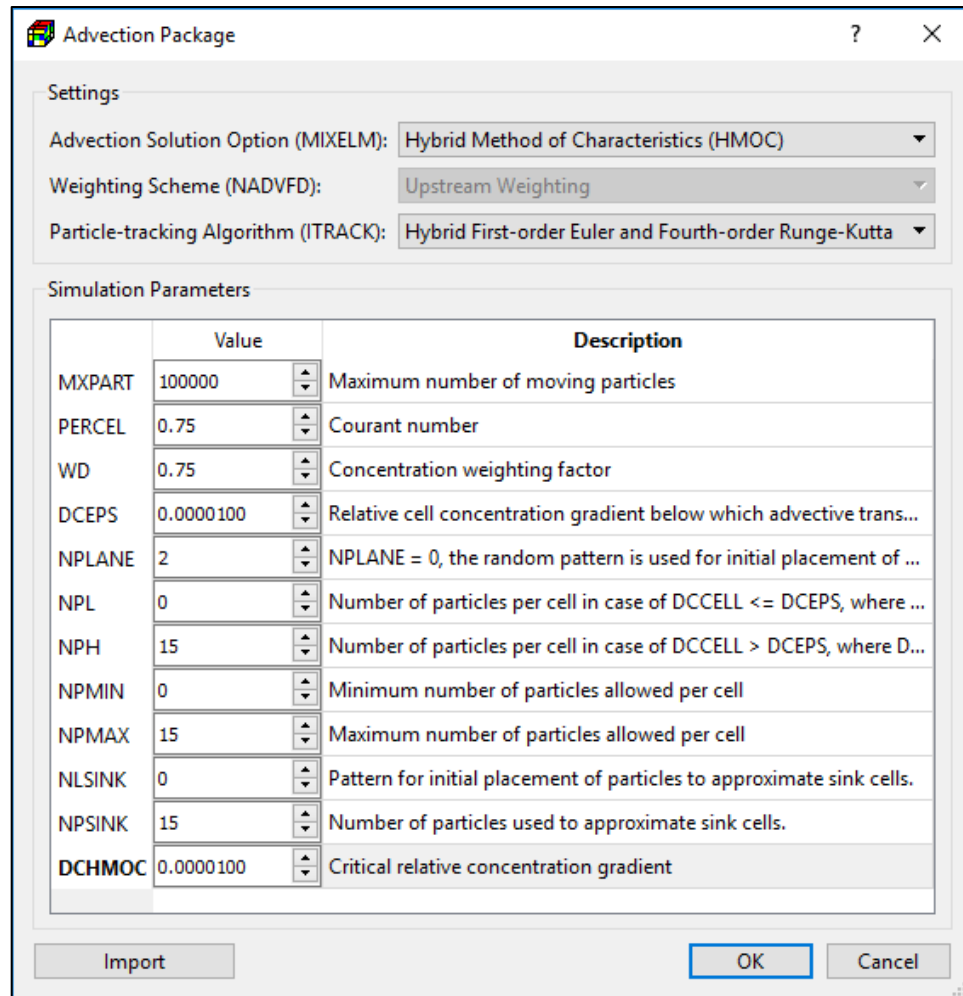 Advection Package
?
Settings
Advection Solution Option (MIXELM): Hybrid Method of Characteristics (HMOC)
Weighting Scheme (NADVFD): Upstream Weighting
Particle-tracking Algorithm (ITRACK): Hybrid First-order Euler and Fourth-order Runge-Kutta
Simulation Parameters
Value Description
MXPART 100000 Maximum number of moving particles
PERCEL 0.75 Courant number
WD 0.75 Concentration weighting factor
DCEPS 0.0000100 Relative cell concentration gradient below which advective trans...
NPLANE 2 NPLANE = 0, the random pattern is used for initial placement of ...
NPL 0 Number of particles per cell in case of DCCELL <= DCEPS, where ...
NPH 15 Number of particles per cell in case of DCCELL > DCEPS, where D...
NPMIN 0 Minimum number of particles allowed per cell
NPMAX 15 Maximum number of particles allowed per cell
NLSINK 0 Pattern for initial placement of particles to approximate sink cells.
NPSINK 15 Number of particles used to approximate sink cells.
DCHMOC 0.0000100 Critical relative concentration gradient
Import OK Cancel